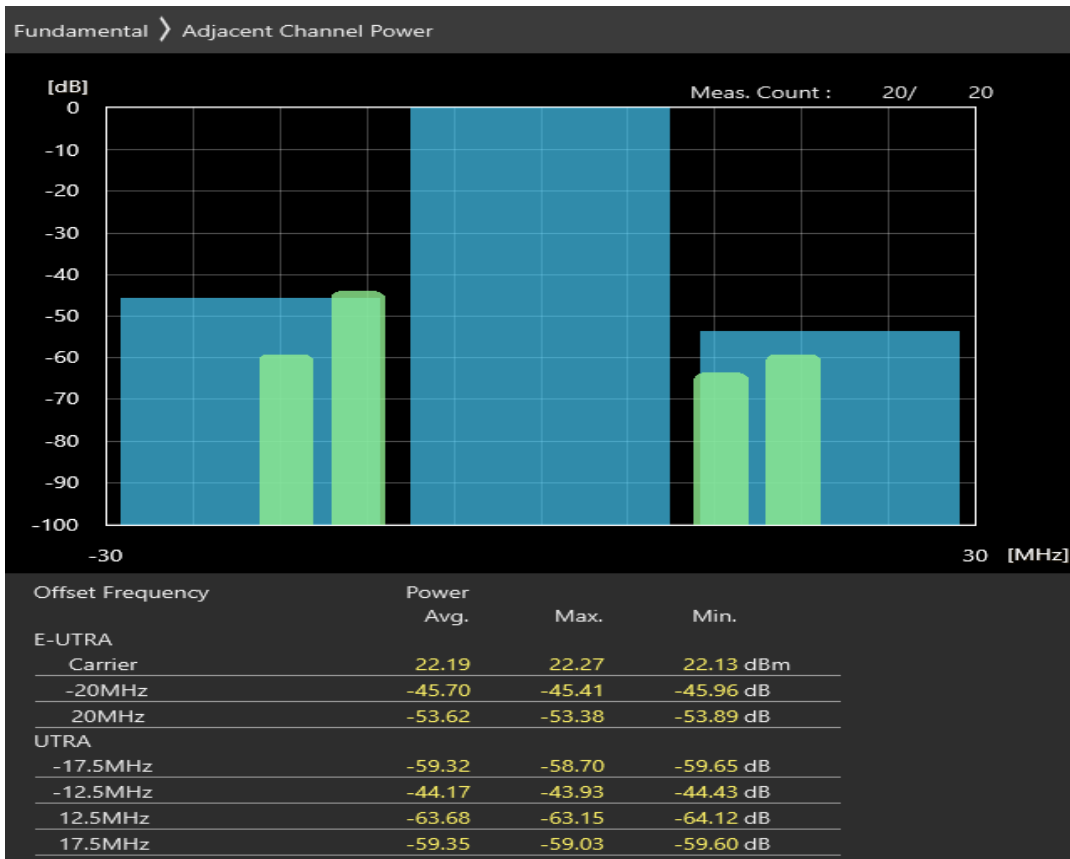 Fundamental 〉 Adjacent Channel Power
[dB]
Meas. Count : 20/ 20
0
-10
-20
-30
-40
-50
-60
-70
-80
-90
-100
-30 30 [MHz]
Offset Frequency Power
Avg. Max. Min.
E-UTRA
Carrier 22.19 22.27 22.13 dBm
-20MHz -45.70 -45.41 -45.96 dB
20MHz -53.62 -53.38 -53.89 dB
UTRA
-17.5MHz -59.32 -58.70 -59.65 dB
-12.5MHz -44.17 -43.93 -44.43 dB
12.5MHz -63.68 -63.15 -64.12 dB
17.5MHz -59.35 -59.03 -59.60 dB